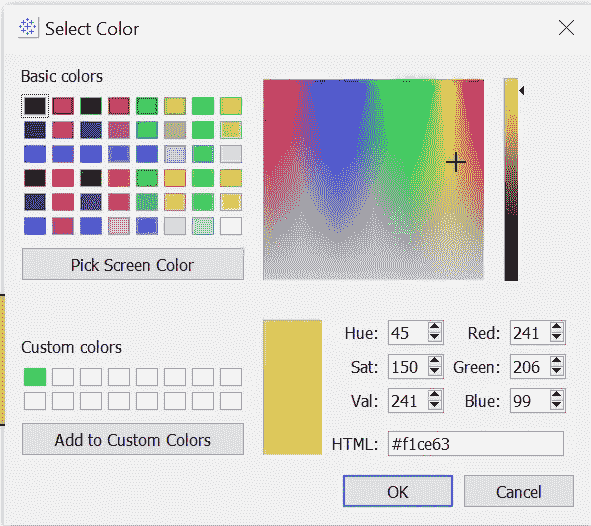 Select Color
Basic colors
Pick Screen Color
Hue: 45 Red: 241
Custom colors
Sat: 150 Green: 206
Val: 241 Blue: 99
Add to Custom Colors
HTML: #f1ce63
OK Cancel